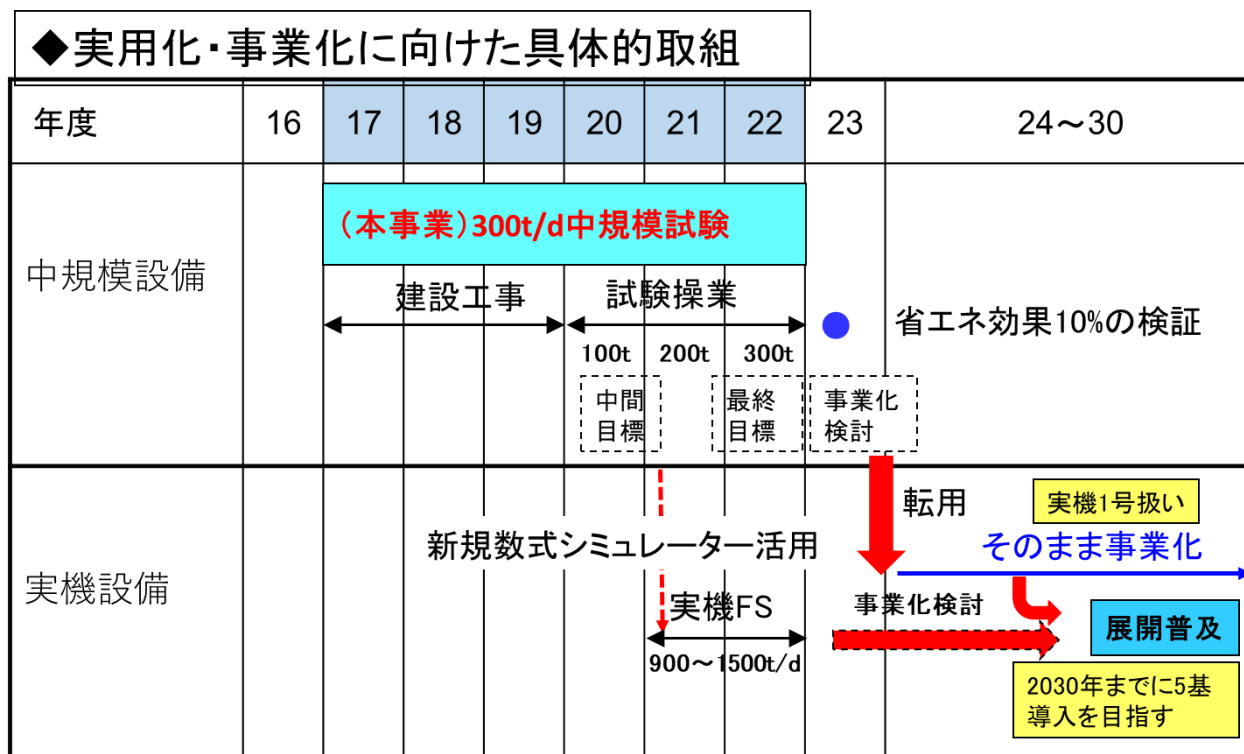 ◆実用化・事業化に向けた具体的取組
年度 16 17 18 19 20 21 22 23 24～30
(本事業)300t/d中規模試験
中規模設備
建設工事 試験操業
省エネ効果10%の検証
100t 200t 300t
中間
目標
最終
目標
事業化
検討
転用
実機1号扱い
新規数式シミュレーター活用
そのまま事業化
実機設備
実機FS
事業化検討
展開普及
900～1500t/d
2030年までに5基
導入を目指す